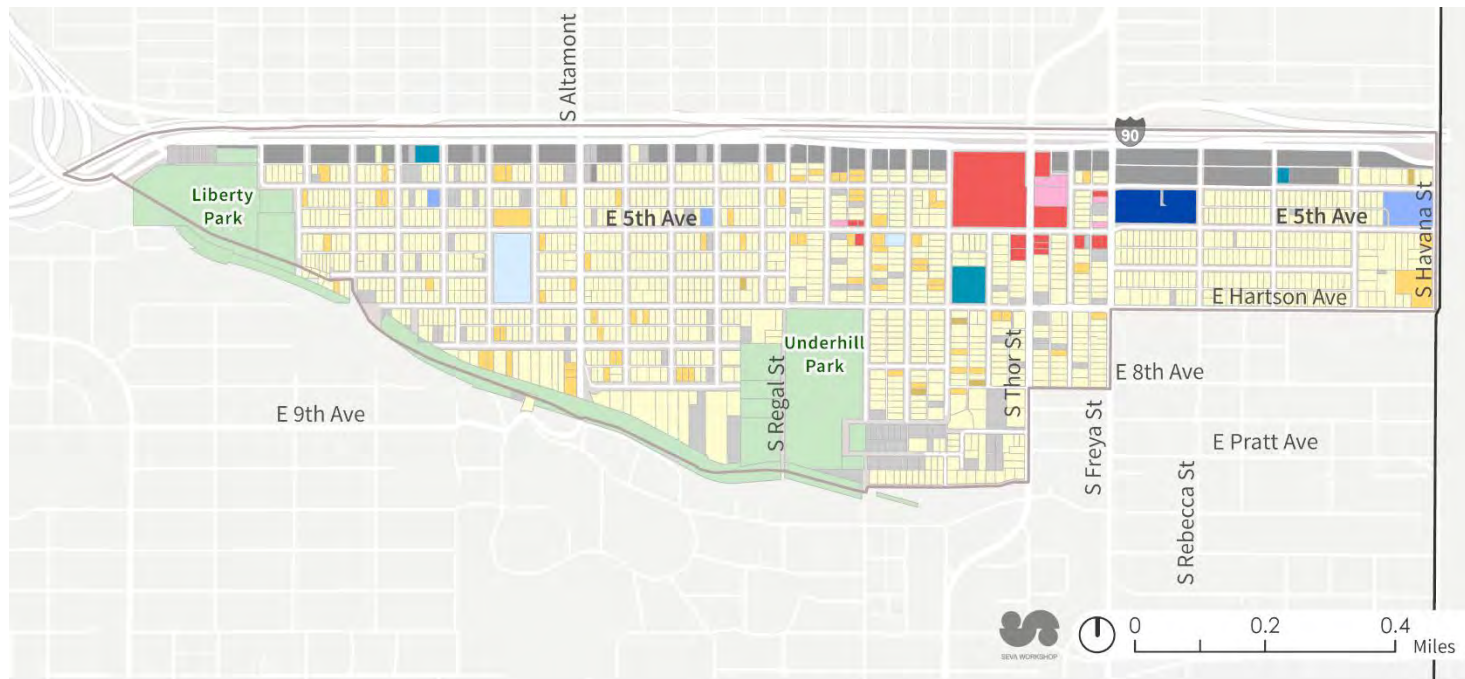 S Altamont
90
Liberty
Park
E 5th Ave
E 5th Ave
S Havana St
E Hartson Ave
Underhill
Park
S Regal St
S Thor St
E 8th Ave
E 9th Ave
S Freya St
E Pratt Ave
S Rebecca St
SEVA WORKSHOP
0
0.2
0.4
Miles